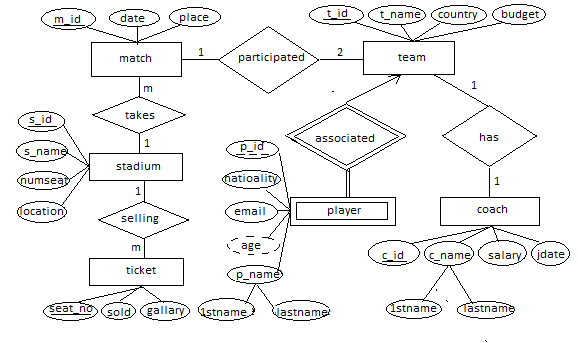 m_id
date
place
t_id
t_name
country
budget
match
1
participated
2
team
m
1
takes
s_id
s_name
numseat
location
1
stadium
1
selling
m
ticket
seat_no
sold
gallary
associated
p_id
natioality
email
age
p_name
1stname
lastname
player
has
1
coach
c_id
c_name
salary
jdate
1stname
lastname